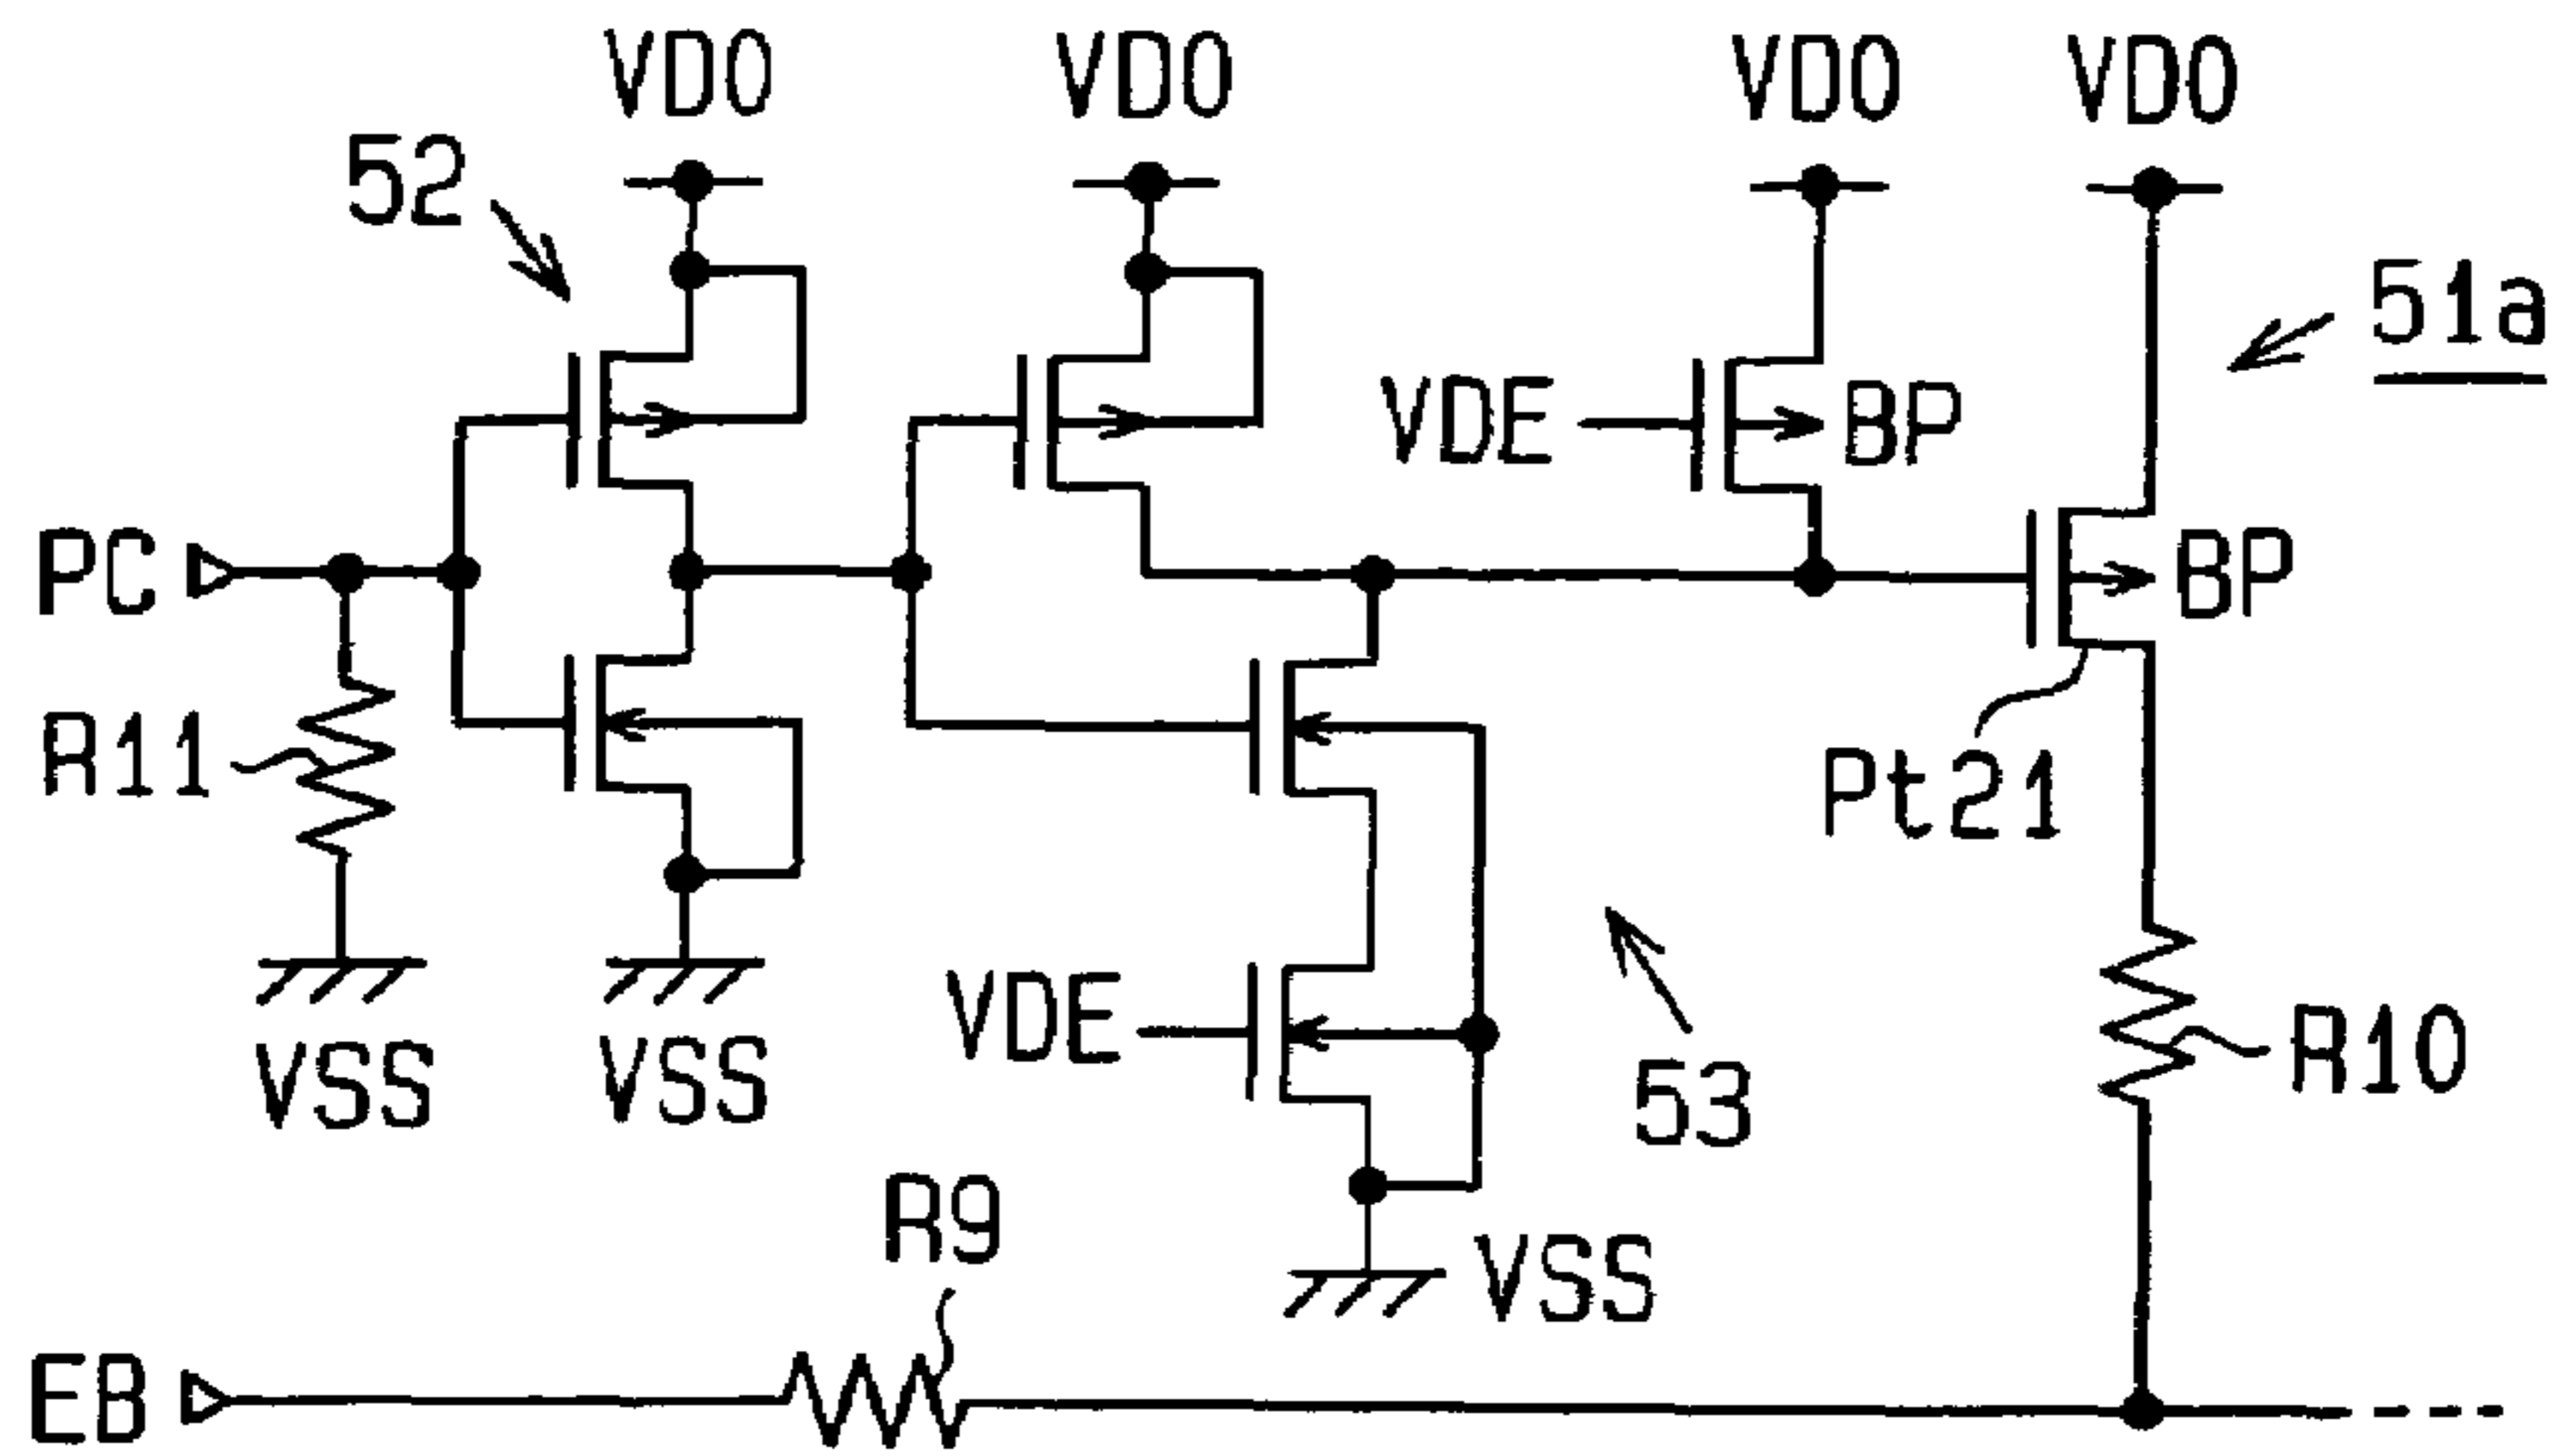 VDO VDO VDO VDO
52
51a
VDE BP
PC BP
R11 Pt21
VDE
R10
VSS VSS 53
R9
VSS
EB